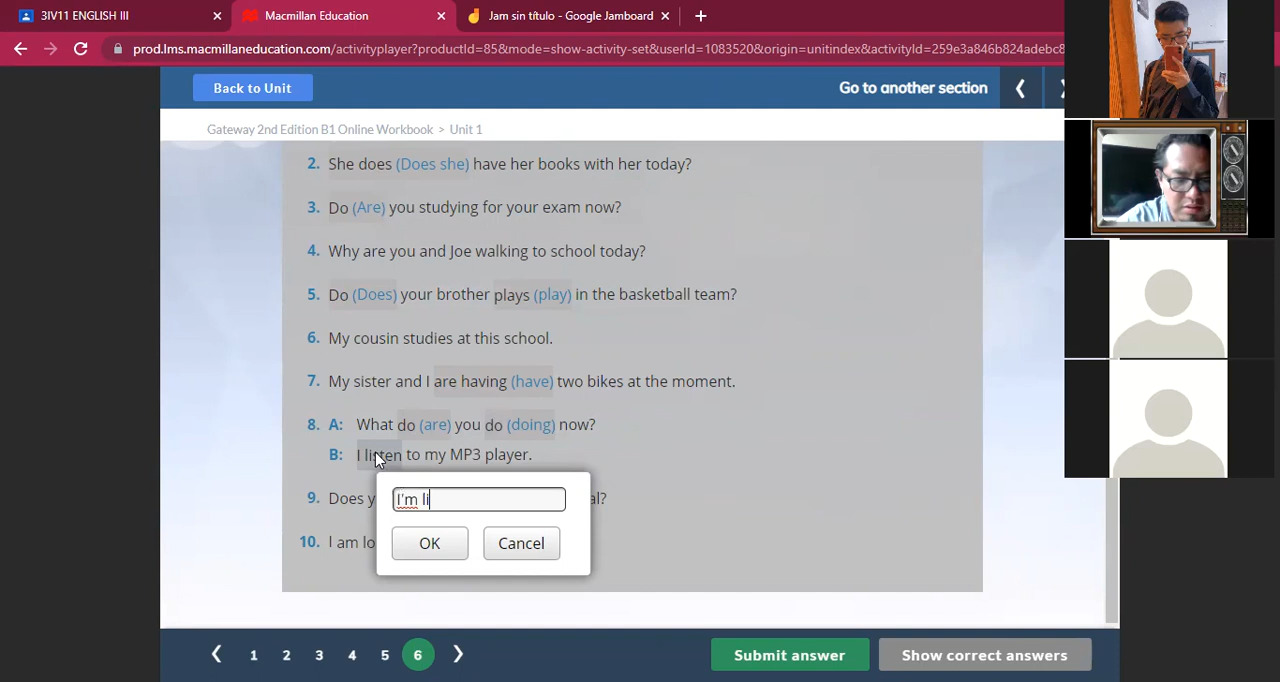 3IV11 ENGLISH III
Macmillan Education
Jam sin título - Google Jamboard
prod.lms.macmillaneducation.com/activityplayer?productId=85&mode=show-activity-set&userId=1083520&origin=unitindex&activityId=259e3a846b824adebc8
Back to Unit
Go to another section
Gateway 2nd Edition B1 Online Workbook > Unit 1
2. She does (Does she) have her books with her today?
3. Do (Are) you studying for your exam now?
4. Why are you and Joe walking to school today?
5. Do (Does) your brother plays (play) in the basketball team?
6. My cousin studies at this school.
7. My sister and I are having (have) two bikes at the moment.
8. A: What do (are) you do (doing) now?
B: I listen to my MP3 player.
I'm li
9. Does
10. I am
OK Cancel
1 2 3 4 5 6
Submit answer
Show correct answers